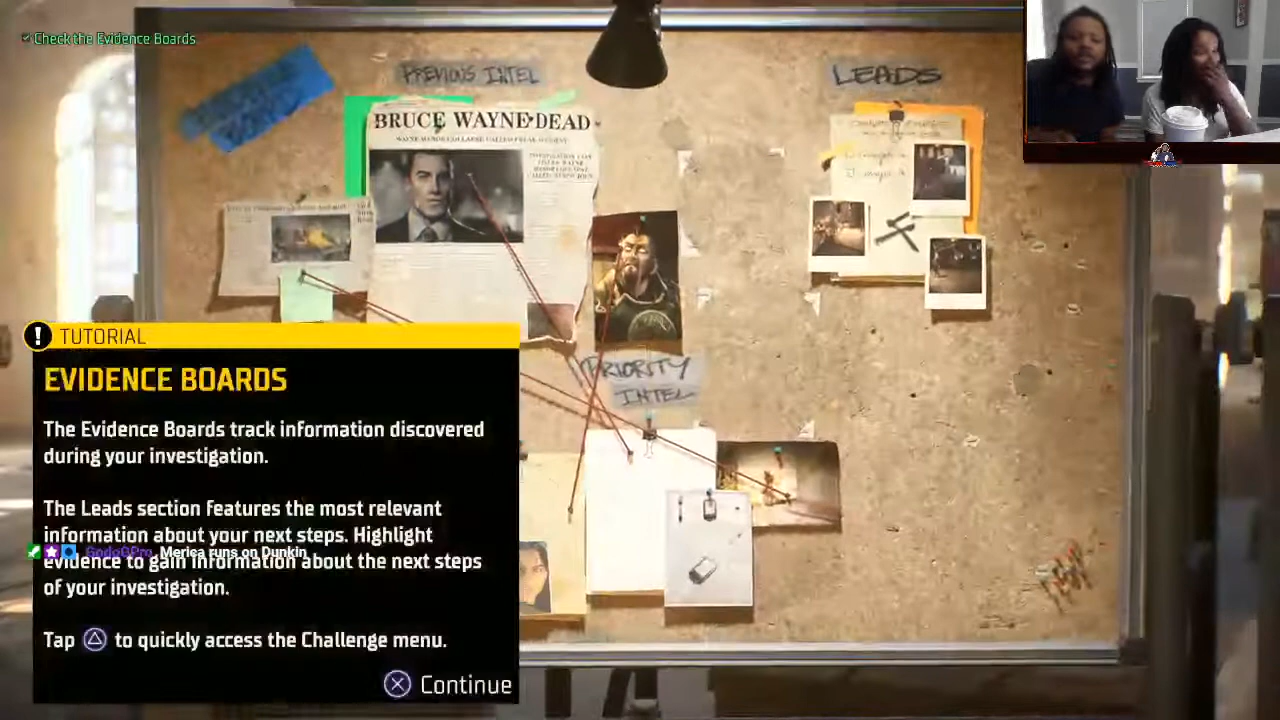 Check the Evidence Boards
PREVIOUS INTEL
LEADS
BRUCE WAYNE DEAD
PRIORITY
INTEL
! TUTORIAL
EVIDENCE BOARDS
The Evidence Boards track information discovered
during your investigation.
The Leads section features the most relevant
information about your next steps. Highlight
evidence to gain information about the next steps
of your investigation.
Merica runs on Dunkin
Tap to quickly access the Challenge menu.
Continue